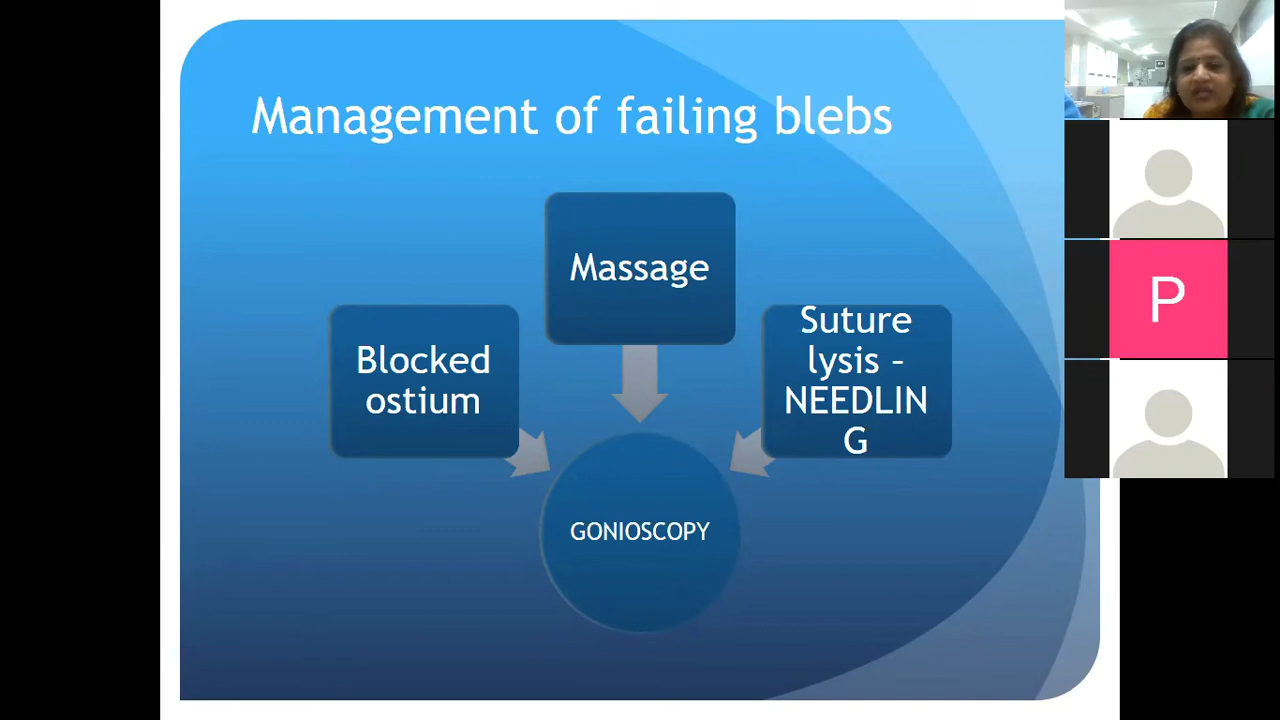 Management of failing blebs
Massage
Blocked
ostium
Suture
lysis –
NEEDLIN
G
GONIOSCOPY
P